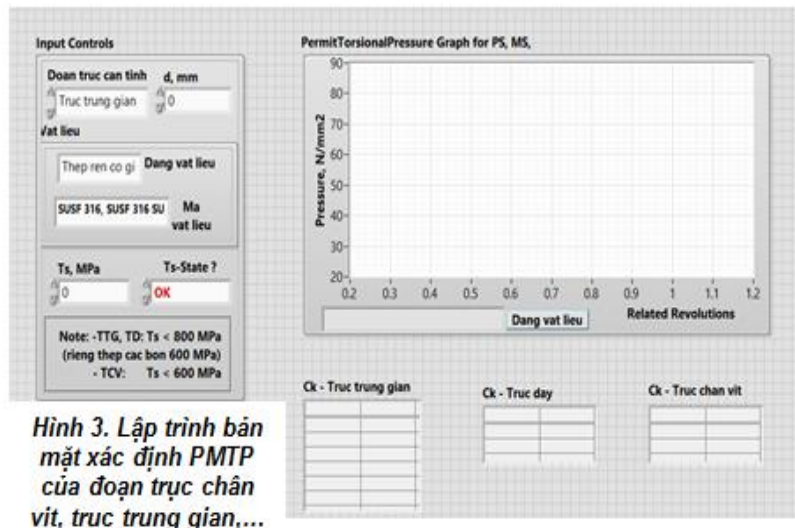 Input Controls
Doan truc can tinh
d, mm
Truc trung gian
0
Vat lieu
Thep ren co gi
Dang vat lieu
SUSF 316, SUSF 316 SU
Ma
vat lieu
Ts, MPa
Ts-State ?
0
OK
Note: -TTG, TD: Ts < 800 MPa
(rieng thep cac bon 600 MPa)
- TCV: Ts < 600 MPa
Hình 3. Lập trình bản
mặt xác định PMTP
của đoạn trục chân
vit, trục trung gian,...
PermitTorsionalPressure Graph for PS, MS,
Pressure, N/mm2
90
80
70
60
50
40
30
20
0.2 0.3 0.4 0.5 0.6 0.7 0.8 0.9 1 1.1 1.2
Dang vat lieu
Related Revolutions
Ck - Truc trung gian
Ck - Truc day
Ck - Truc chan vit